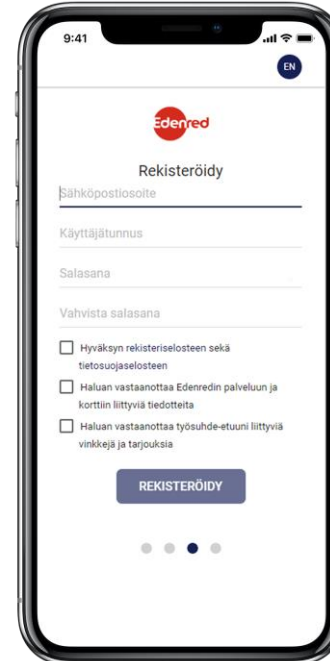 9:41
EN
Edenred
Rekisteröidy
Sähköpostiosoite
Käyttäjätunnus
Salasana
Vahvista salasana
Hyväksyn rekisteriselosteen sekä
tietosuojaselosteen
Haluan vastaanottaa Edenredin palveluun ja
korttiin liittyviä tiedotteita
Haluan vastaanottaa työsuhde-etuuni liittyviä
vinkkejä ja tarjouksia
REKISTERÖIDY